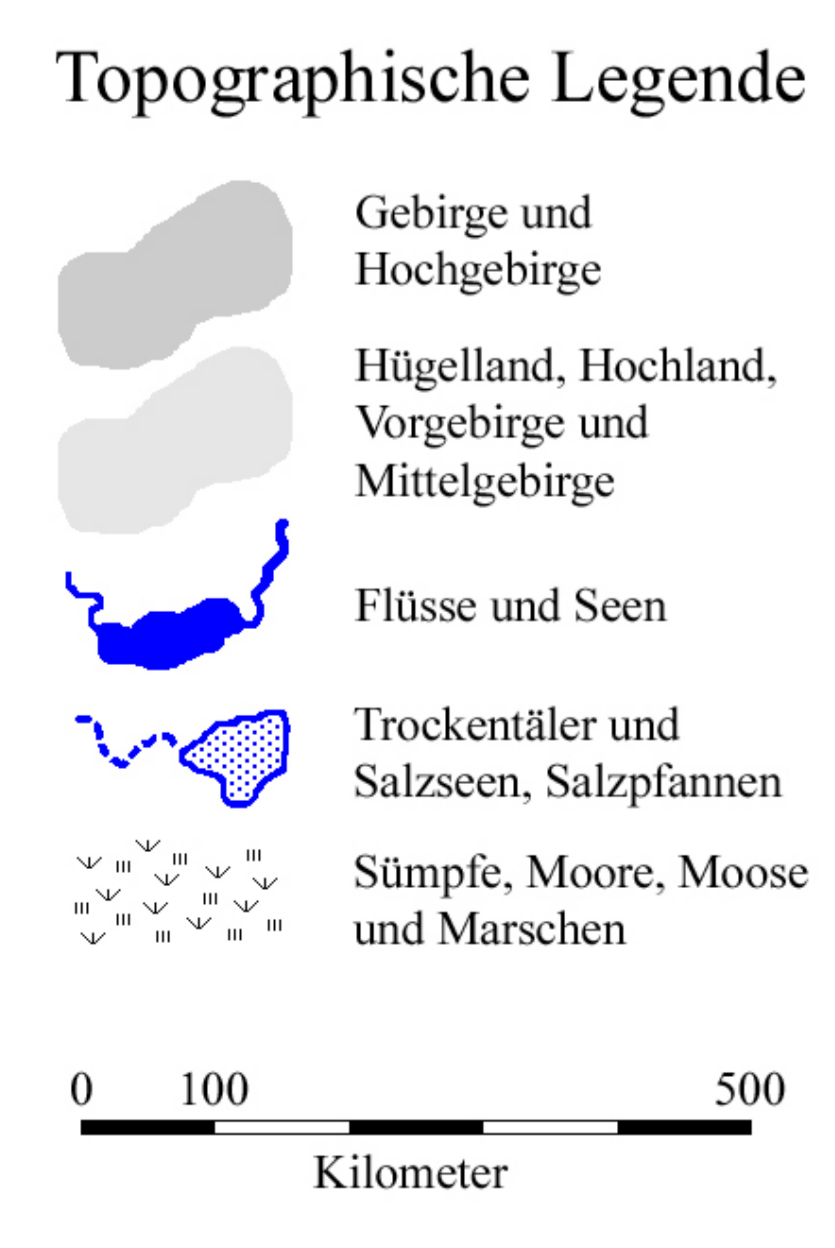 Topographische Legende
Gebirge und
Hochgebirge
Hügelland, Hochland,
Vorgebirge und
Mittelgebirge
Flüsse und Seen
Trockentäler und
Salzseen, Salzpfannen
Sümpfe, Moore, Moose
und Marschen
0 100 500
Kilometer